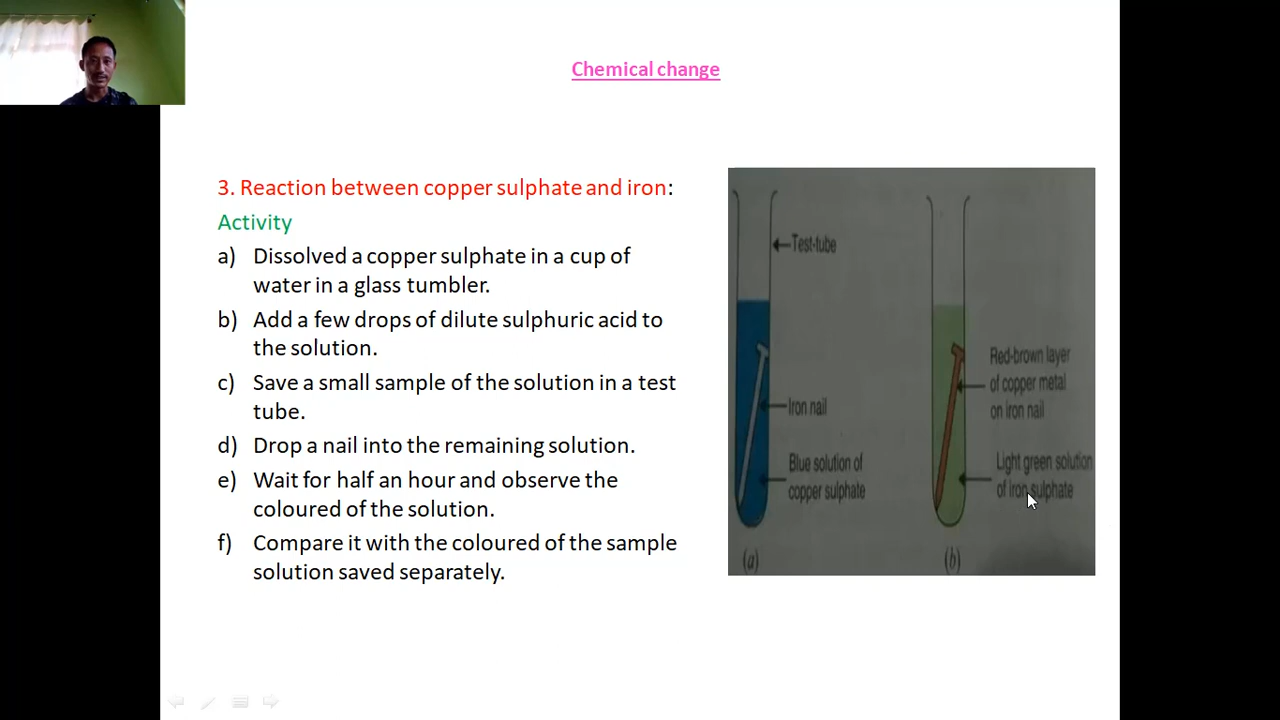 Chemical change
3. Reaction between copper sulphate and iron:
Activity
a) Dissolved a copper sulphate in a cup of
water in a glass tumbler.
b) Add a few drops of dilute sulphuric acid to
the solution.
c) Save a small sample of the solution in a test
tube.
d) Drop a nail into the remaining solution.
e) Wait for half an hour and observe the
coloured of the solution.
f) Compare it with the coloured of the sample
solution saved separately.
Test-tube
Iron nail
Blue solution of
copper sulphate
(a)
Red-brown layer
of copper metal
on iron nail
Light green solution
of iron sulphate
(b)